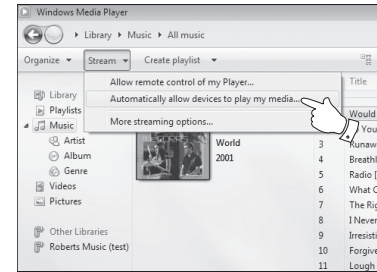 Windows Media Player
Library Music All music
Organize Stream Create playlist
Allow remote control of my Player...
Automatically allow devices to play my media...
More streaming options...
Library
Playlists
Music
Artist
Album
Genre
Videos
Pictures
Other Libraries
Roberts Music (test)
World
2001
Title
Would
You
3 Runaw
4 Breathl
5 Radio [
6 What C
7 The Rig
8 I Never
9 Irresisti
10 Forgive
11 Lough